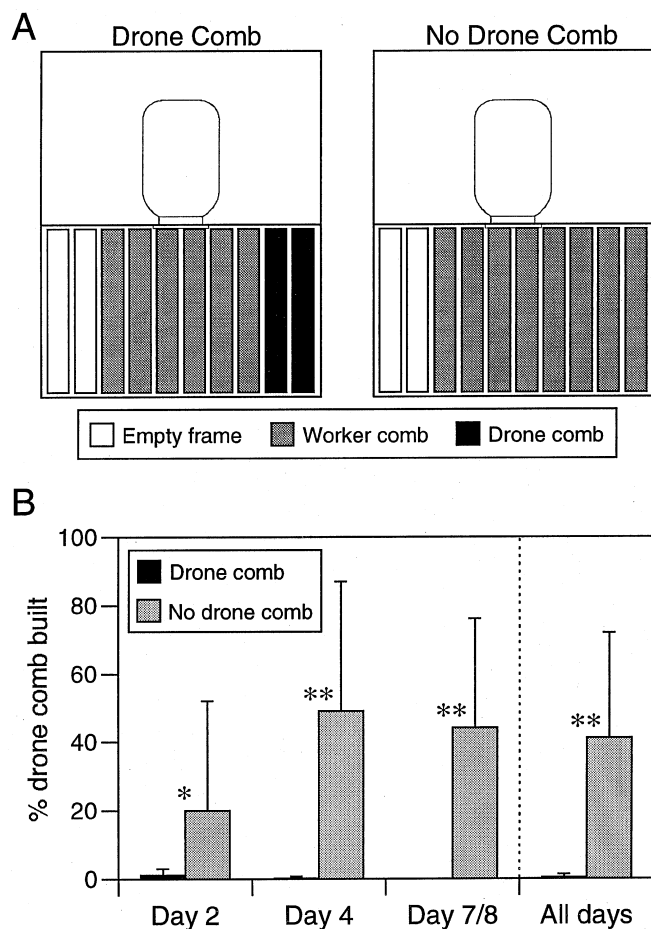 A
Drone Comb
No Drone Comb
Empty frame
Worker comb
Drone comb
B
% drone comb built
100
80
60
40
20
0
Drone comb
No drone comb
*
**
**
**
Day 2
Day 4
Day 7/8
All days